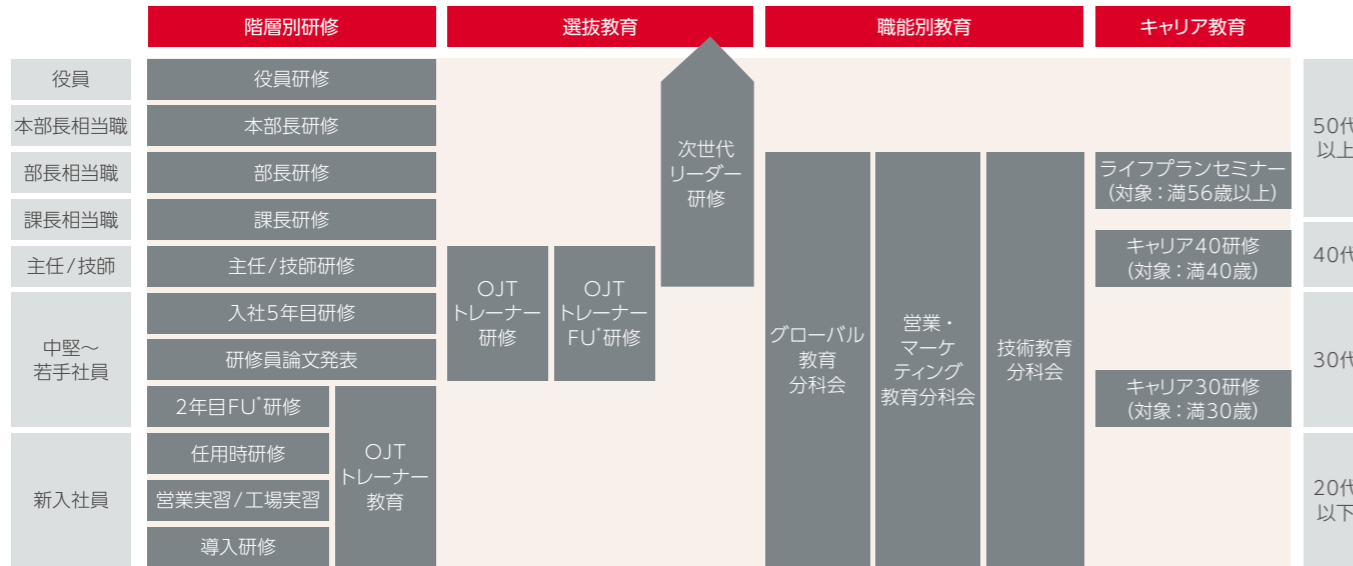 階層別研修
選抜教育
職能別教育
キャリア教育
役員
本部長相当職
部長相当職
課長相当職
主任/技師
中堅～
若手社員
新入社員
役員研修
本部長研修
部長研修
課長研修
主任/技師研修
入社5年目研修
研修員論文発表
2年目FU*研修
任用時研修
営業実習/工場実習
導入研修
OJT
トレーナー
教育
OJT
トレーナー
研修
OJT
トレーナー
FU*研修
次世代
リーダー
研修
グローバル
教育
分科会
営業・
マーケ
ティング
教育分科会
技術教育
分科会
ライフプランセミナー
(対象：満56歳以上)
キャリア40研修
(対象：満40歳)
キャリア30研修
(対象：満30歳)
50代
以上
40代
30代
20代
以下